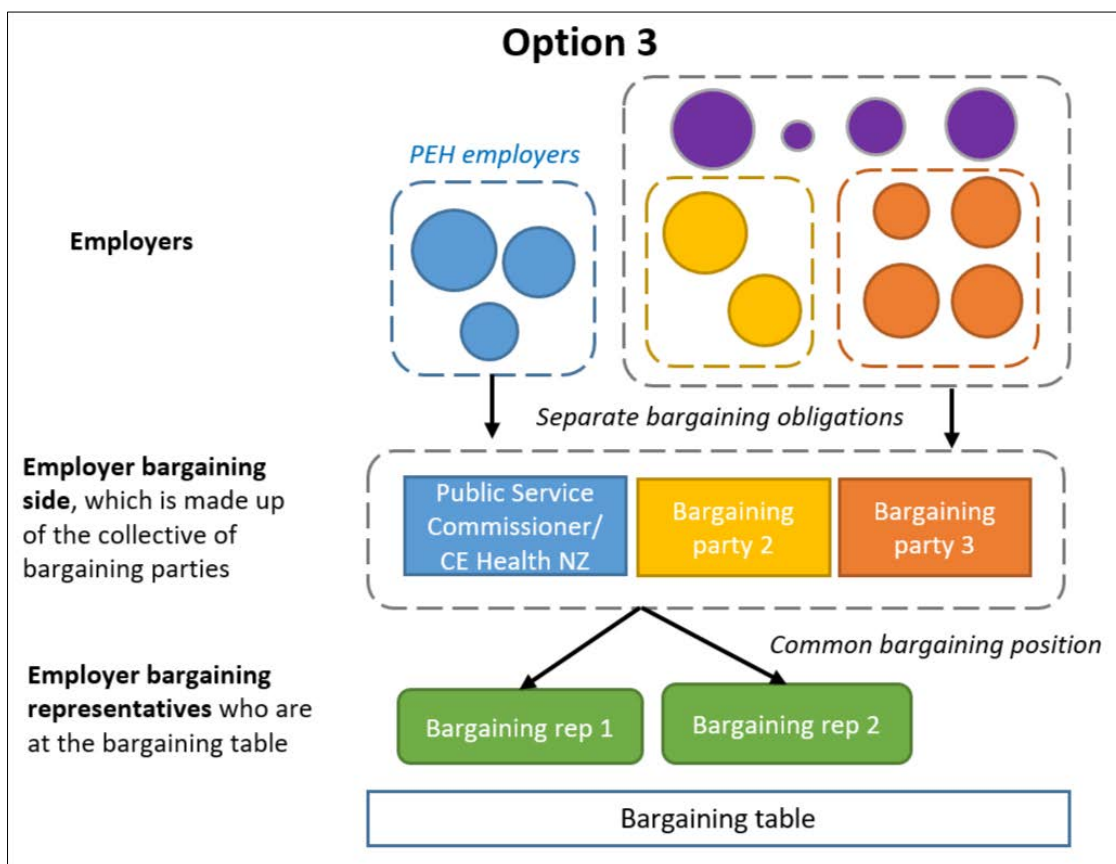 Option 3
PEH employers
Employers
Separate bargaining obligations
Employer bargaining
side, which is made up
of the collective of
bargaining parties
Public Service
Commissioner/
CE Health NZ
Bargaining
party 2
Bargaining
party 3
Common bargaining position
Employer bargaining
representatives who are
at the bargaining table
Bargaining rep 1
Bargaining rep 2
Bargaining table